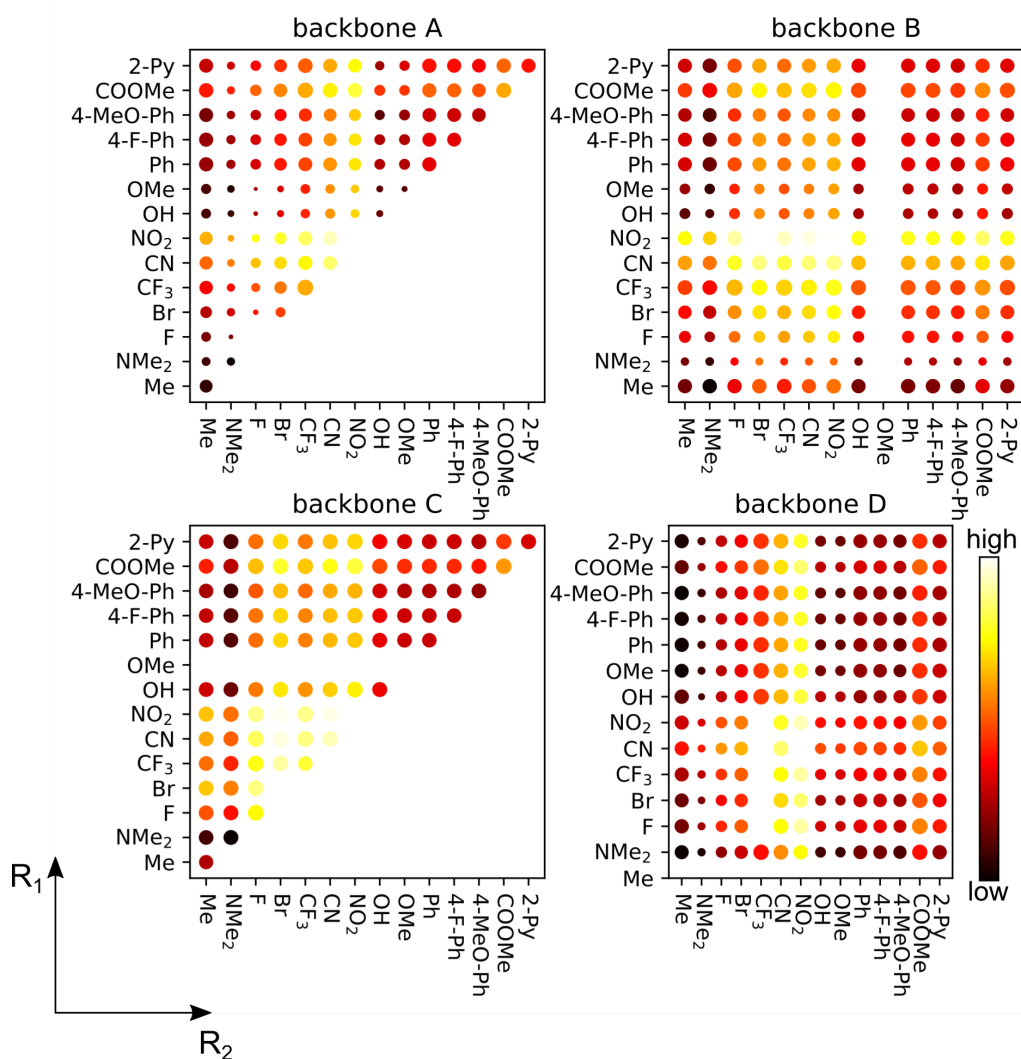 backbone A
2-Py
COOMe
4-MeO-Ph
4-F-Ph
Ph
OMe
OH
NO₂
CN
CF₃
Br
F
NMe₂
Me
Me
NMe₂
F
Br
CF₃
CN
NO₂
OH
OMe
Ph
4-F-Ph
4-MeO-Ph
COOMe
2-Py
backbone B
2-Py
COOMe
4-MeO-Ph
4-F-Ph
Ph
OMe
OH
NO₂
CN
CF₃
Br
F
NMe₂
Me
Me
NMe₂
F
Br
CF₃
CN
NO₂
OH
OMe
Ph
4-F-Ph
4-MeO-Ph
COOMe
2-Py
backbone C
2-Py
COOMe
4-MeO-Ph
4-F-Ph
Ph
OMe
OH
NO₂
CN
CF₃
Br
F
NMe₂
Me
Me
NMe₂
F
Br
CF₃
CN
NO₂
OH
OMe
Ph
4-F-Ph
4-MeO-Ph
COOMe
2-Py
backbone D
2-Py
COOMe
4-MeO-Ph
4-F-Ph
Ph
OMe
OH
NO₂
CN
CF₃
Br
F
NMe₂
Me
Me
NMe₂
F
Br
CF₃
CN
NO₂
OH
OMe
Ph
4-F-Ph
4-MeO-Ph
COOMe
2-Py
high
low
R₁
R₂